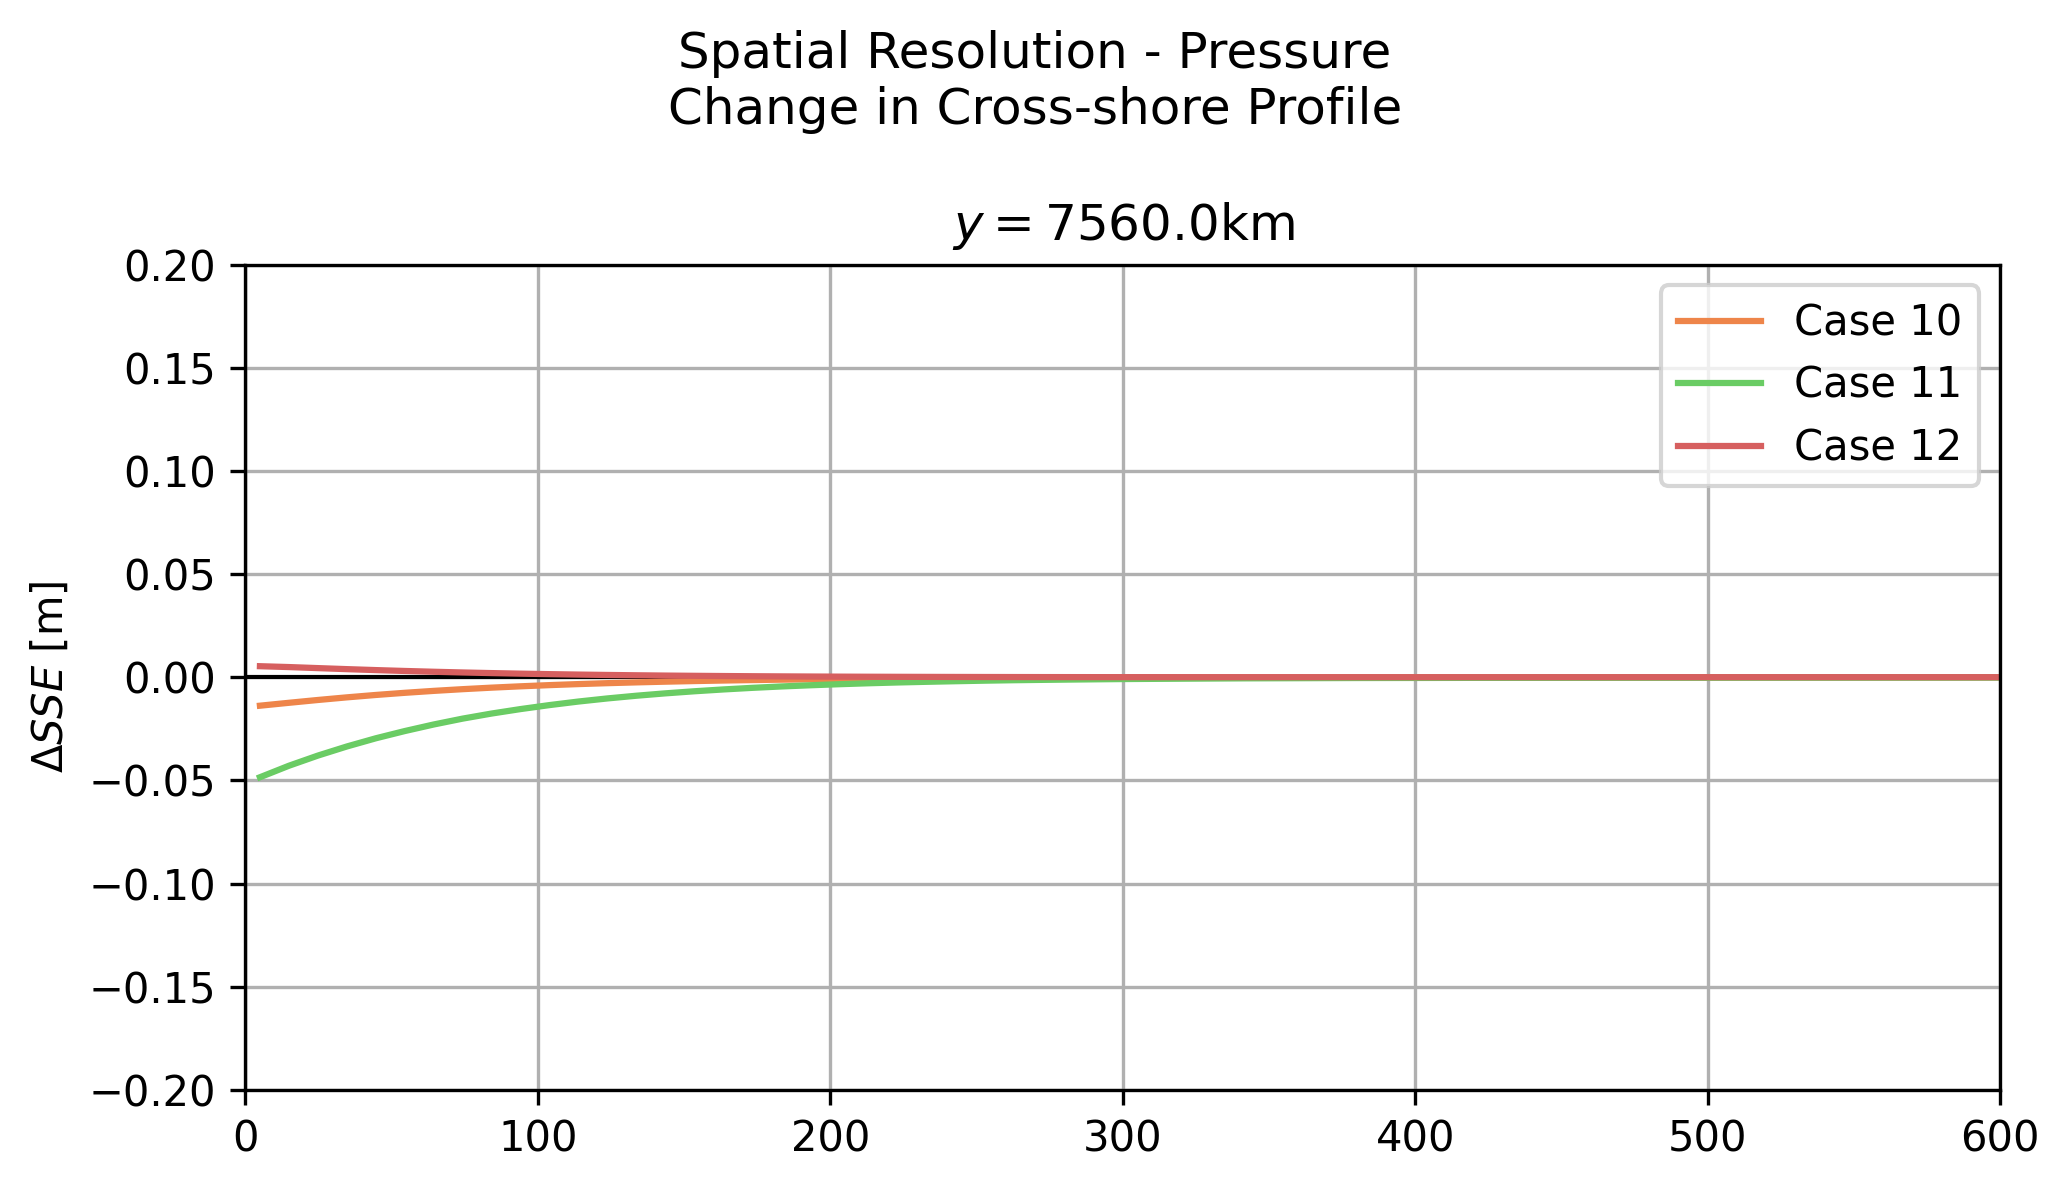 Spatial Resolution - Pressure
Change in Cross-shore Profile
y = 7560.0km
0.20
0.15
0.10
0.05
0.00
−0.05
−0.10
−0.15
−0.20
ΔSSE [m]
Case 10
Case 11
Case 12
0 100 200 300 400 500 600